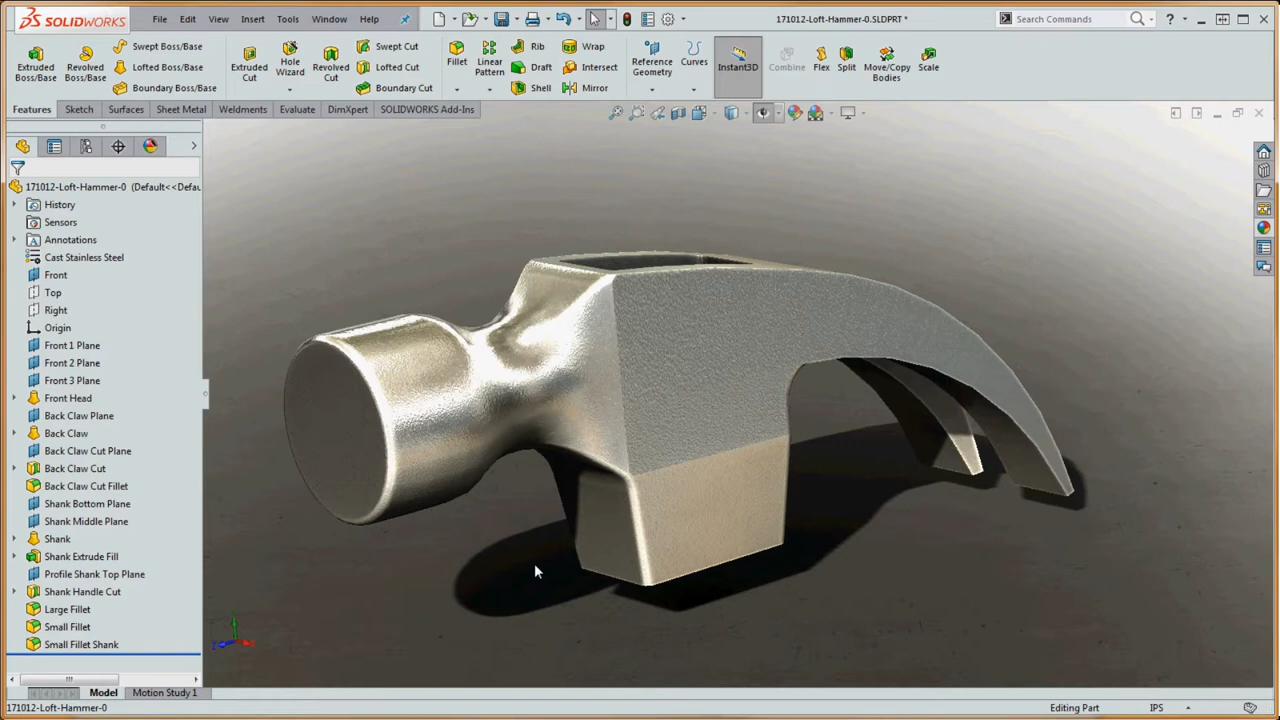 SOLIDWORKS File Edit View Insert Tools Window Help 171012-Loft-Hammer-0.SLDPRT * Search Commands ?
Extruded Boss/Base
Revolved Boss/Base
Swept Boss/Base
Lofted Boss/Base
Boundary Boss/Base
Extruded Cut
Hole Wizard
Revolved Cut
Swept Cut
Lofted Cut
Boundary Cut
Fillet
Linear Pattern
Rib
Draft
Shell
Wrap
Intersect
Mirror
Reference Geometry
Curves
Instant3D
Combine
Flex
Split
Move/Copy Bodies
Scale
Features Sketch Surfaces Sheet Metal Weldments Evaluate DimXpert SOLIDWORKS Add-Ins
171012-Loft-Hammer-0 (Default<<Defau
History
Sensors
Annotations
Cast Stainless Steel
Front
Top
Right
Origin
Front 1 Plane
Front 2 Plane
Front 3 Plane
Front Head
Back Claw Plane
Back Claw
Back Claw Cut Plane
Back Claw Cut
Back Claw Cut Fillet
Shank Bottom Plane
Shank Middle Plane
Shank
Shank Extrude Fill
Profile Shank Top Plane
Shank Handle Cut
Large Fillet
Small Fillet
Small Fillet Shank
Model Motion Study 1
171012-Loft-Hammer-0 Editing Part IPS